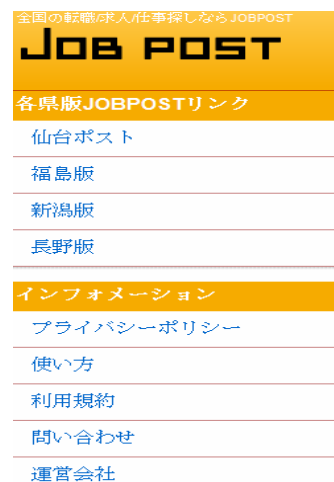 全国の転職/求人/仕事探しならJOBPOST
JOB POST
各県版JOBPOSTリンク
仙台ポスト
福島版
新潟版
長野版
インフォメーション
プライバシーポリシー
使い方
利用規約
問い合わせ
運営会社